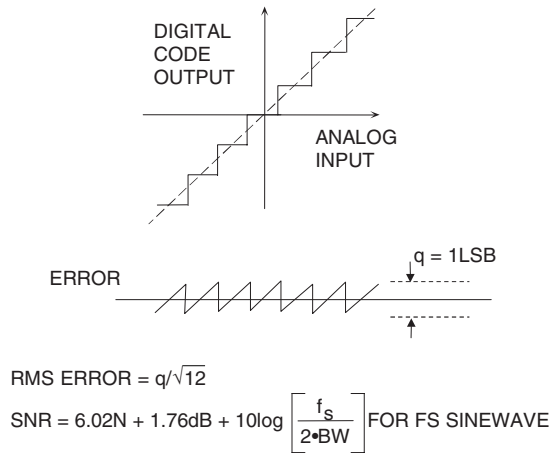 DIGITAL
CODE
OUTPUT
ANALOG
INPUT
ERROR
q = 1LSB
RMS ERROR = q/√12
SNR = 6.02N + 1.76dB + 10log [fs / 2•BW] FOR FS SINEWAVE